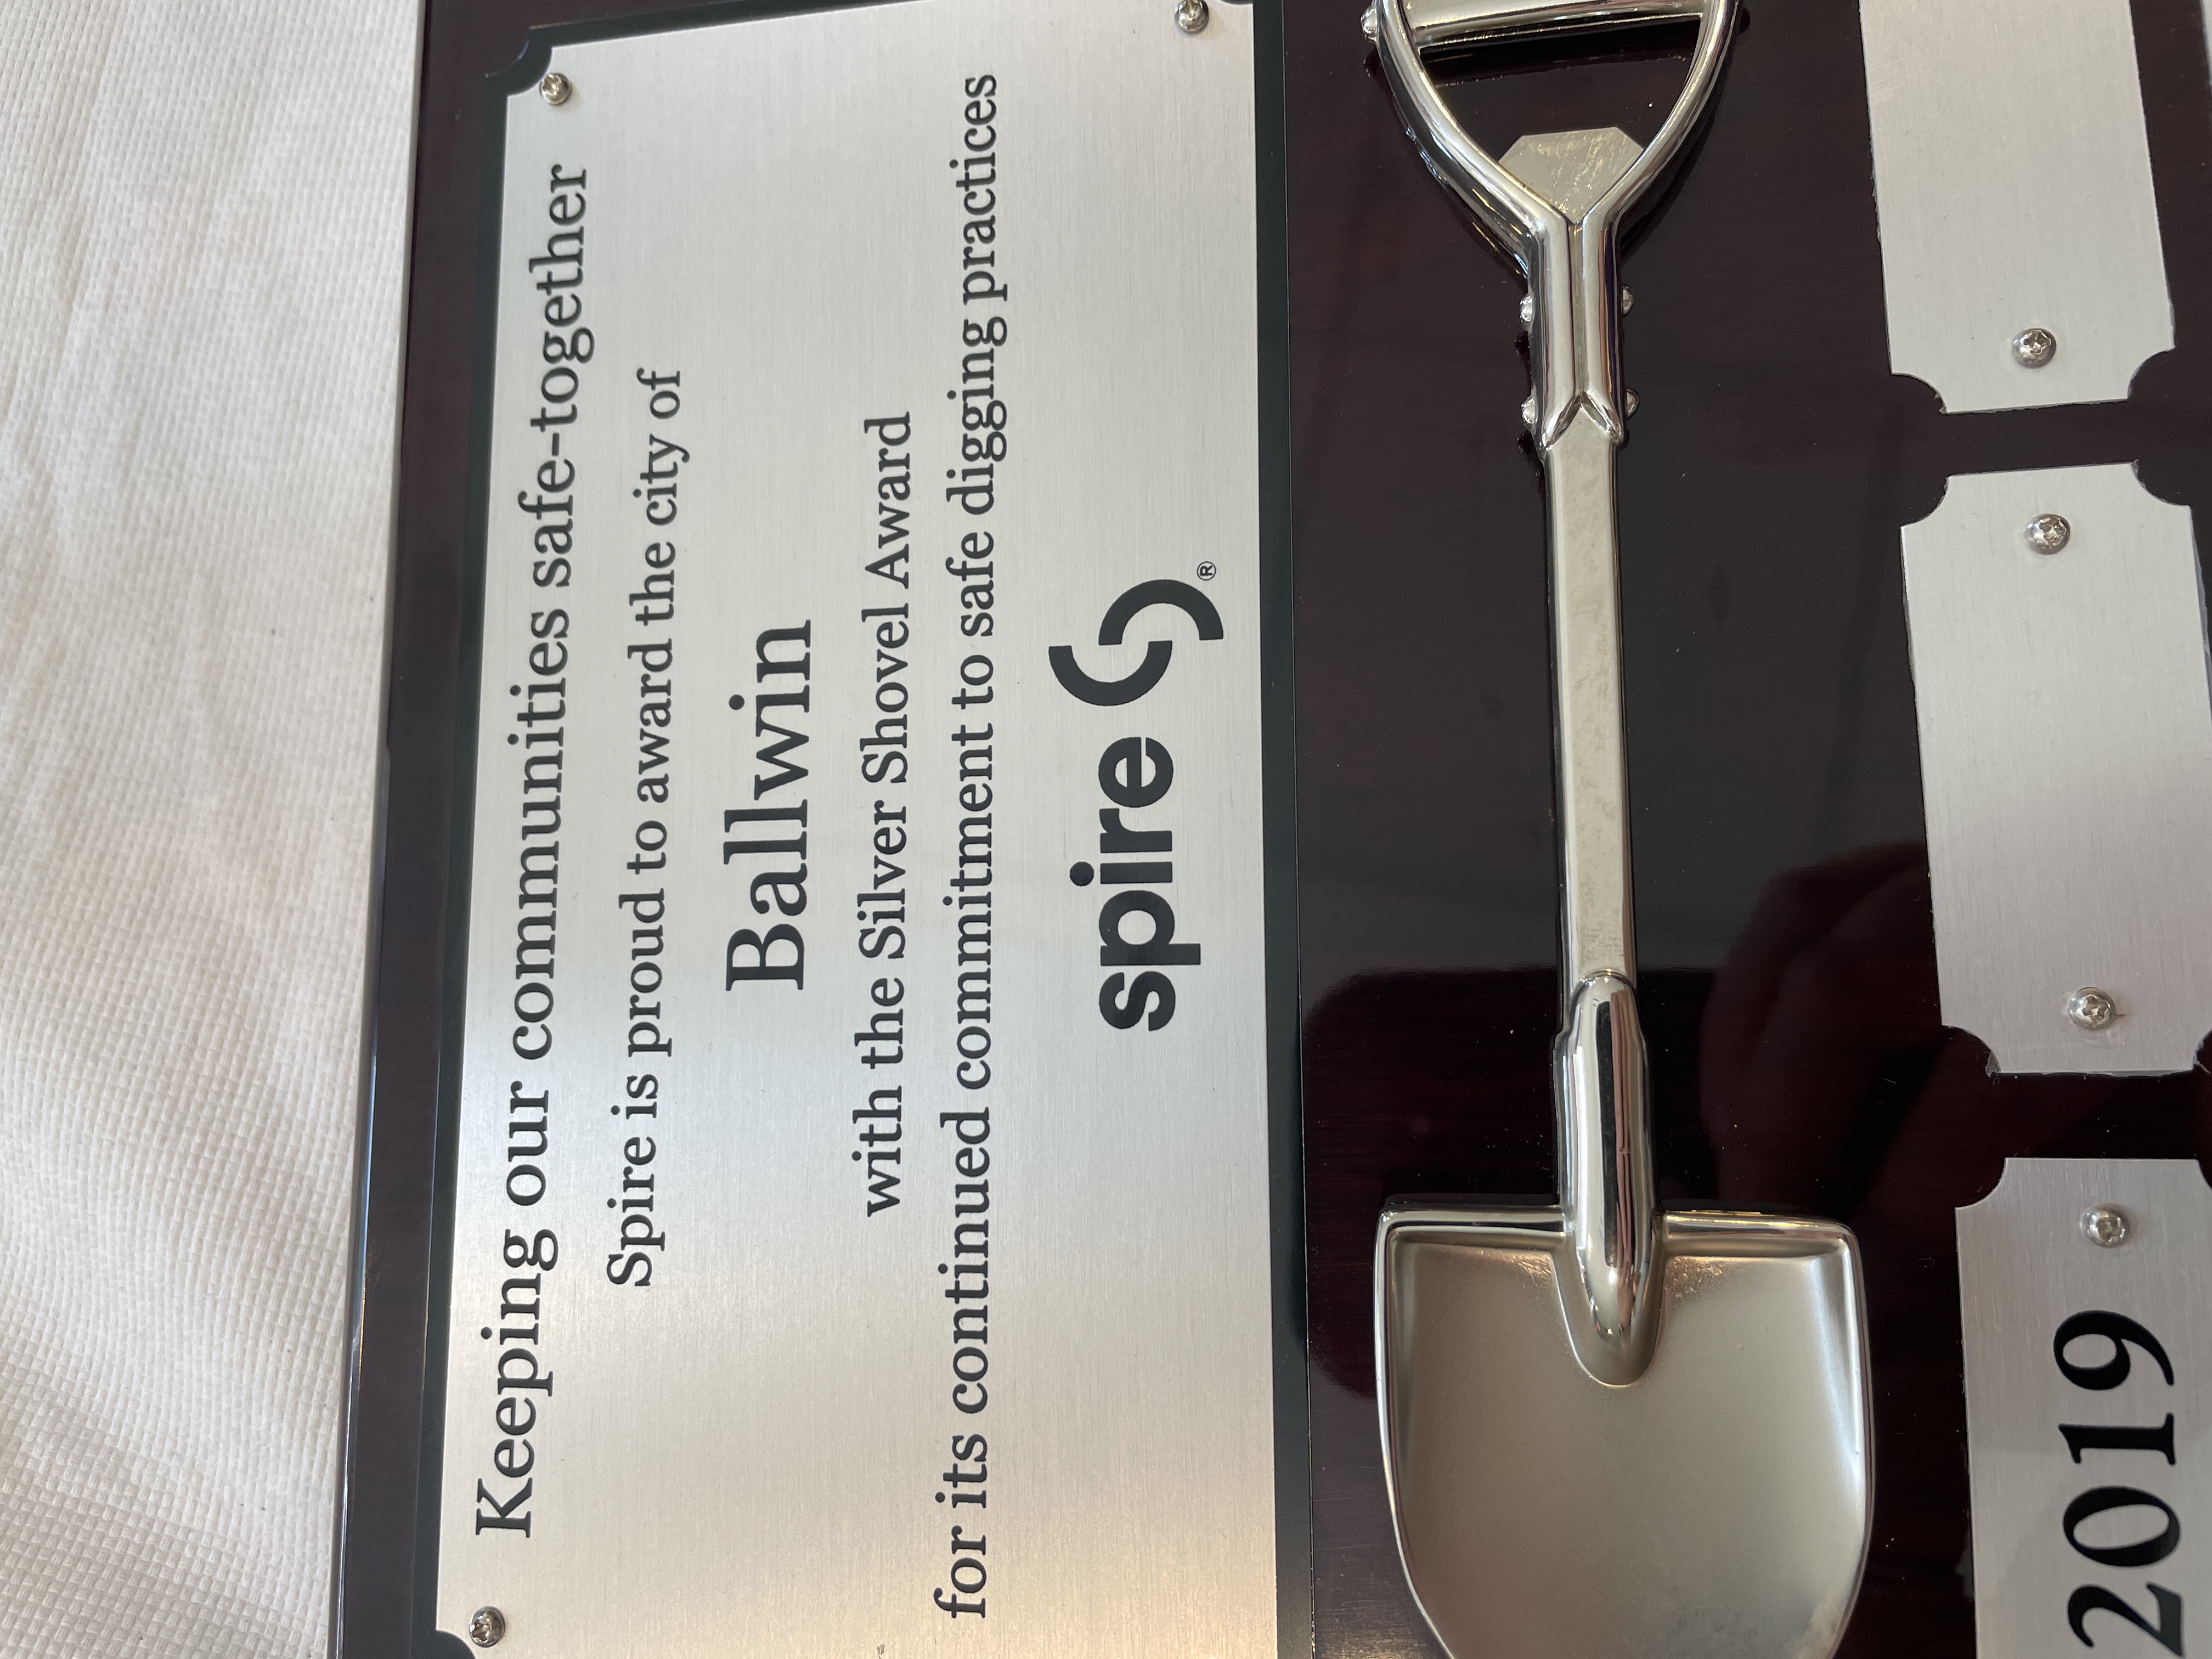 Keeping our communities safe-together
Spire is proud to award the city of
Ballwin
with the Silver Shovel Award
for its continued commitment to safe digging practices
spire ®
2019